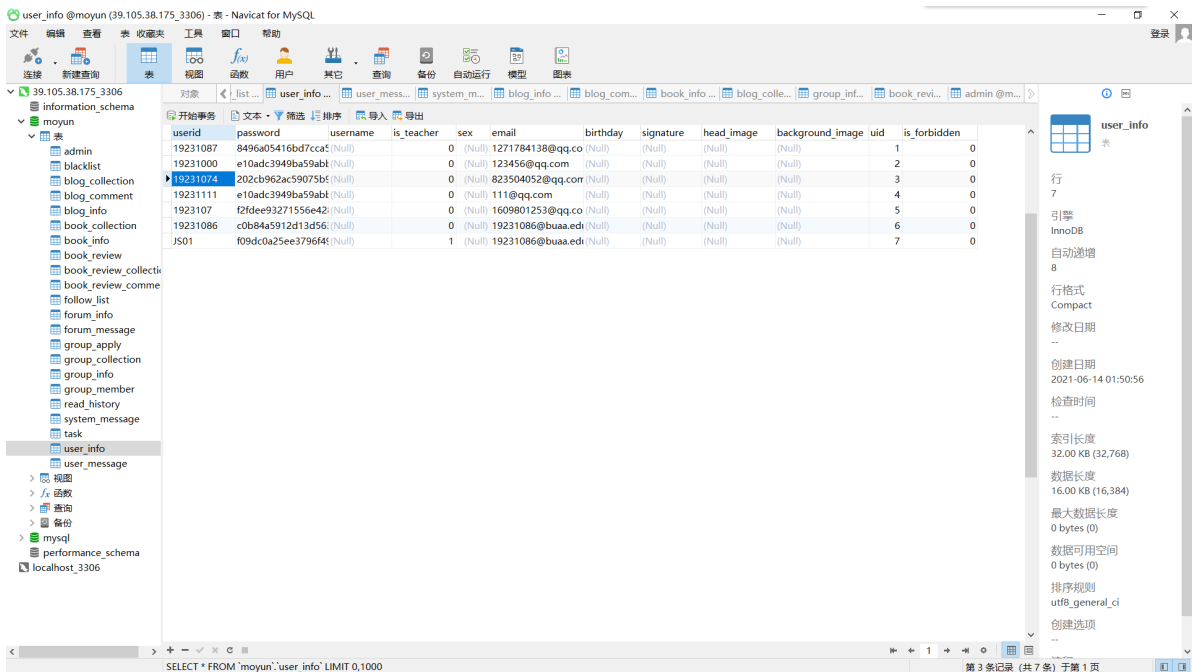 user_info @moyun (39.105.38.175_3306) - 表 - Navicat for MySQL
文件 编辑 查看 表 收藏夹 工具 窗口 帮助 登录
连接 新建查询 表 视图 函数 用户 其它 查询 备份 自动运行 模型 图表
39.105.38.175_3306
information_schema
moyun
表
admin
blacklist
blog_collection
blog_comment
blog_info
book_collection
book_info
book_review
book_review_collectic
book_review_comme
follow_list
forum_info
forum_message
group_apply
group_collection
group_info
group_member
read_history
system_message
task
user_info
user_message
视图
函数
查询
备份
mysql
performance_schema
localhost_3306
对象 _list ... user_info ... user_mess... system_m... blog_info ... blog_com... book_info ... blog_colle... group_inf... book_revi... admin @m...
开始事务 文本 筛选 排序 导入 导出
userid password username is_teacher sex email birthday signature head_image background_image uid is_forbidden
19231087 8496a05416bd7cca5 (Null) 0 (Null) 1271784138@qq.co (Null) (Null) (Null) (Null) 1 0
19231000 e10adc3949ba59abb (Null) 0 (Null) 123456@qq.com (Null) (Null) (Null) (Null) 2 0
19231074 202cb962ac59075b9 (Null) 0 (Null) 823504052@qq.com (Null) (Null) (Null) (Null) 3 0
19231111 e10adc3949ba59abb (Null) 0 (Null) 111@qq.com (Null) (Null) (Null) (Null) 4 0
1923107 f2fdee93271556e42 (Null) 0 (Null) 1609801253@qq.co (Null) (Null) (Null) (Null) 5 0
19231086 c0b84a5912d13d56 (Null) 0 (Null) 19231086@buaa.edu (Null) (Null) (Null) (Null) 6 0
JS01 f09dc0a25ee3796f49 (Null) 1 (Null) 19231086@buaa.edu (Null) (Null) (Null) (Null) 7 0
user_info
表
行
7
引擎
InnoDB
自动递增
8
行格式
Compact
修改日期
--
创建日期
2021-06-14 01:50:56
检查时间
--
索引长度
32.00 KB (32,768)
数据长度
16.00 KB (16,384)
最大数据长度
0 bytes (0)
数据可用空间
0 bytes (0)
排序规则
utf8_general_ci
创建选项
--
1
SELECT * FROM `moyun`.`user_info` LIMIT 0,1000
第 3 条记录 (共 7 条) 于第 1 页